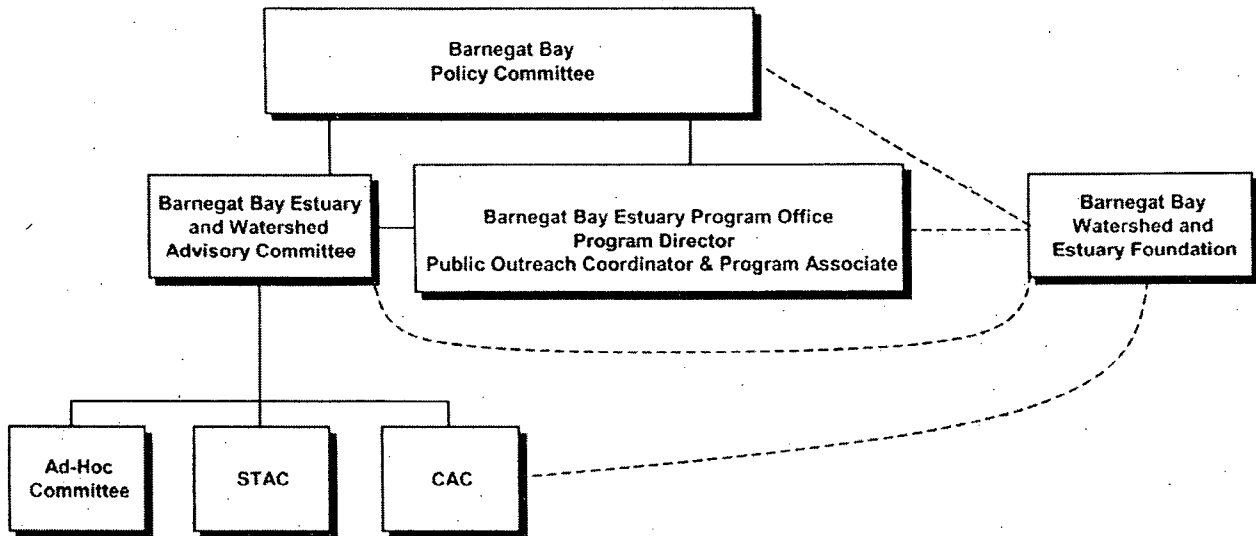 Barnegat Bay
Policy Committee
Barnegat Bay Estuary
and Watershed
Advisory Committee
Barnegat Bay Estuary Program Office
Program Director
Public Outreach Coordinator & Program Associate
Barnegat Bay
Watershed and
Estuary Foundation
Ad-Hoc
Committee
STAC
CAC